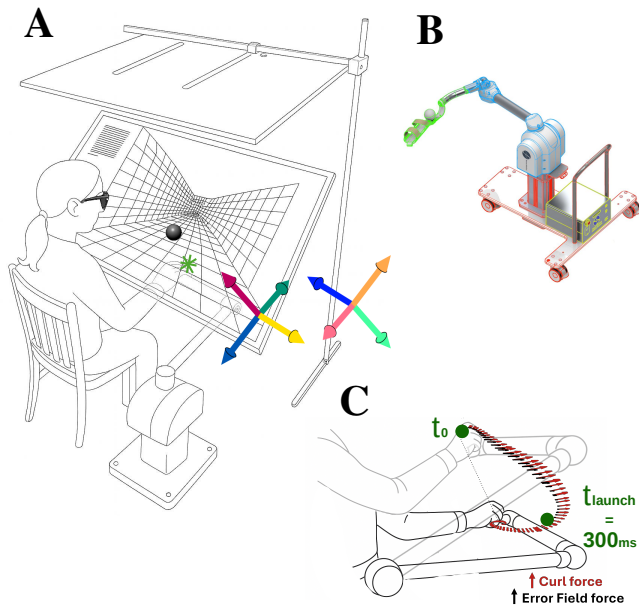 A
B
C
t0
tlaunch
=
300ms
Curl force
Error Field force